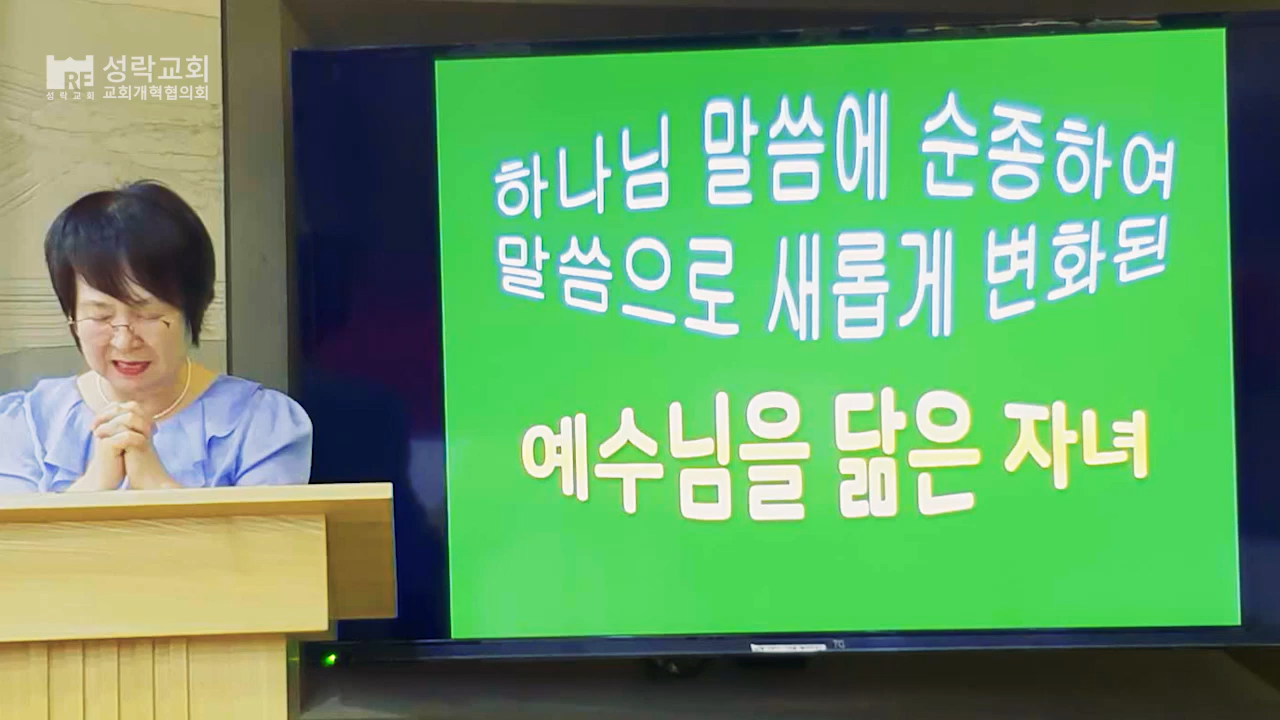 RE
성락교회
성락교회
교회개혁협의회
하나님 말씀에 순종하여
말씀으로 새롭게 변화된
예수님을 닮은 자녀